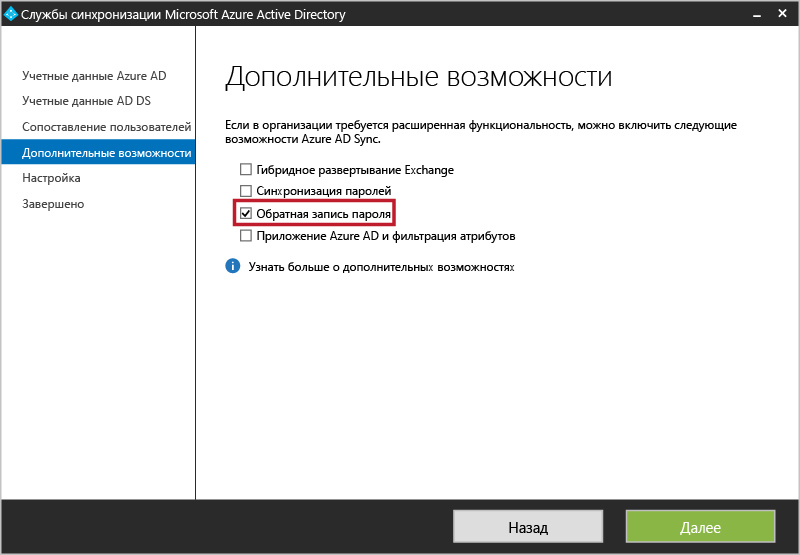 Службы синхронизации Microsoft Azure Active Directory
Учетные данные Azure AD
Учетные данные AD DS
Сопоставление пользователей
Дополнительные возможности
Настройка
Завершено
Дополнительные возможности
Если в организации требуется расширенная функциональность, можно включить следующие
возможности Azure AD Sync.
Гибридное развертывание Exchange
Синхронизация паролей
Обратная запись пароля
Приложение Azure AD и фильтрация атрибутов
Узнать больше о дополнительных возможностях
Назад
Далее